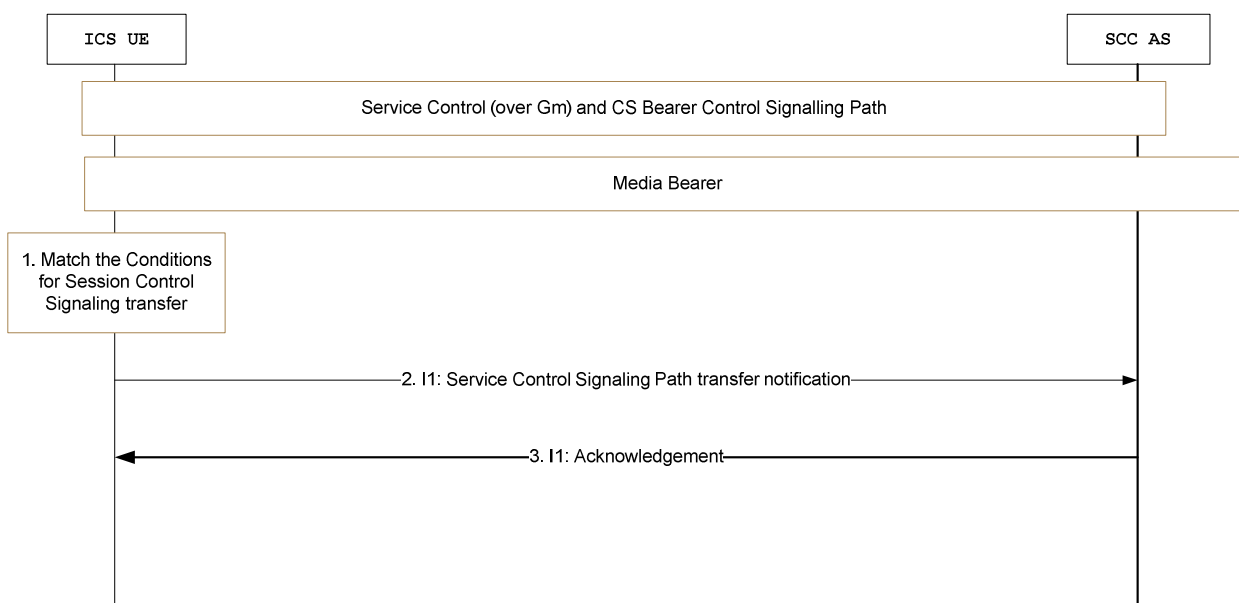 ICS UE
SCC AS
Service Control (over Gm) and CS Bearer Control Signalling Path
Media Bearer
1. Match the Conditions
for Session Control
Signaling transfer
2. I1: Service Control Signaling Path transfer notification
3. I1: Acknowledgement